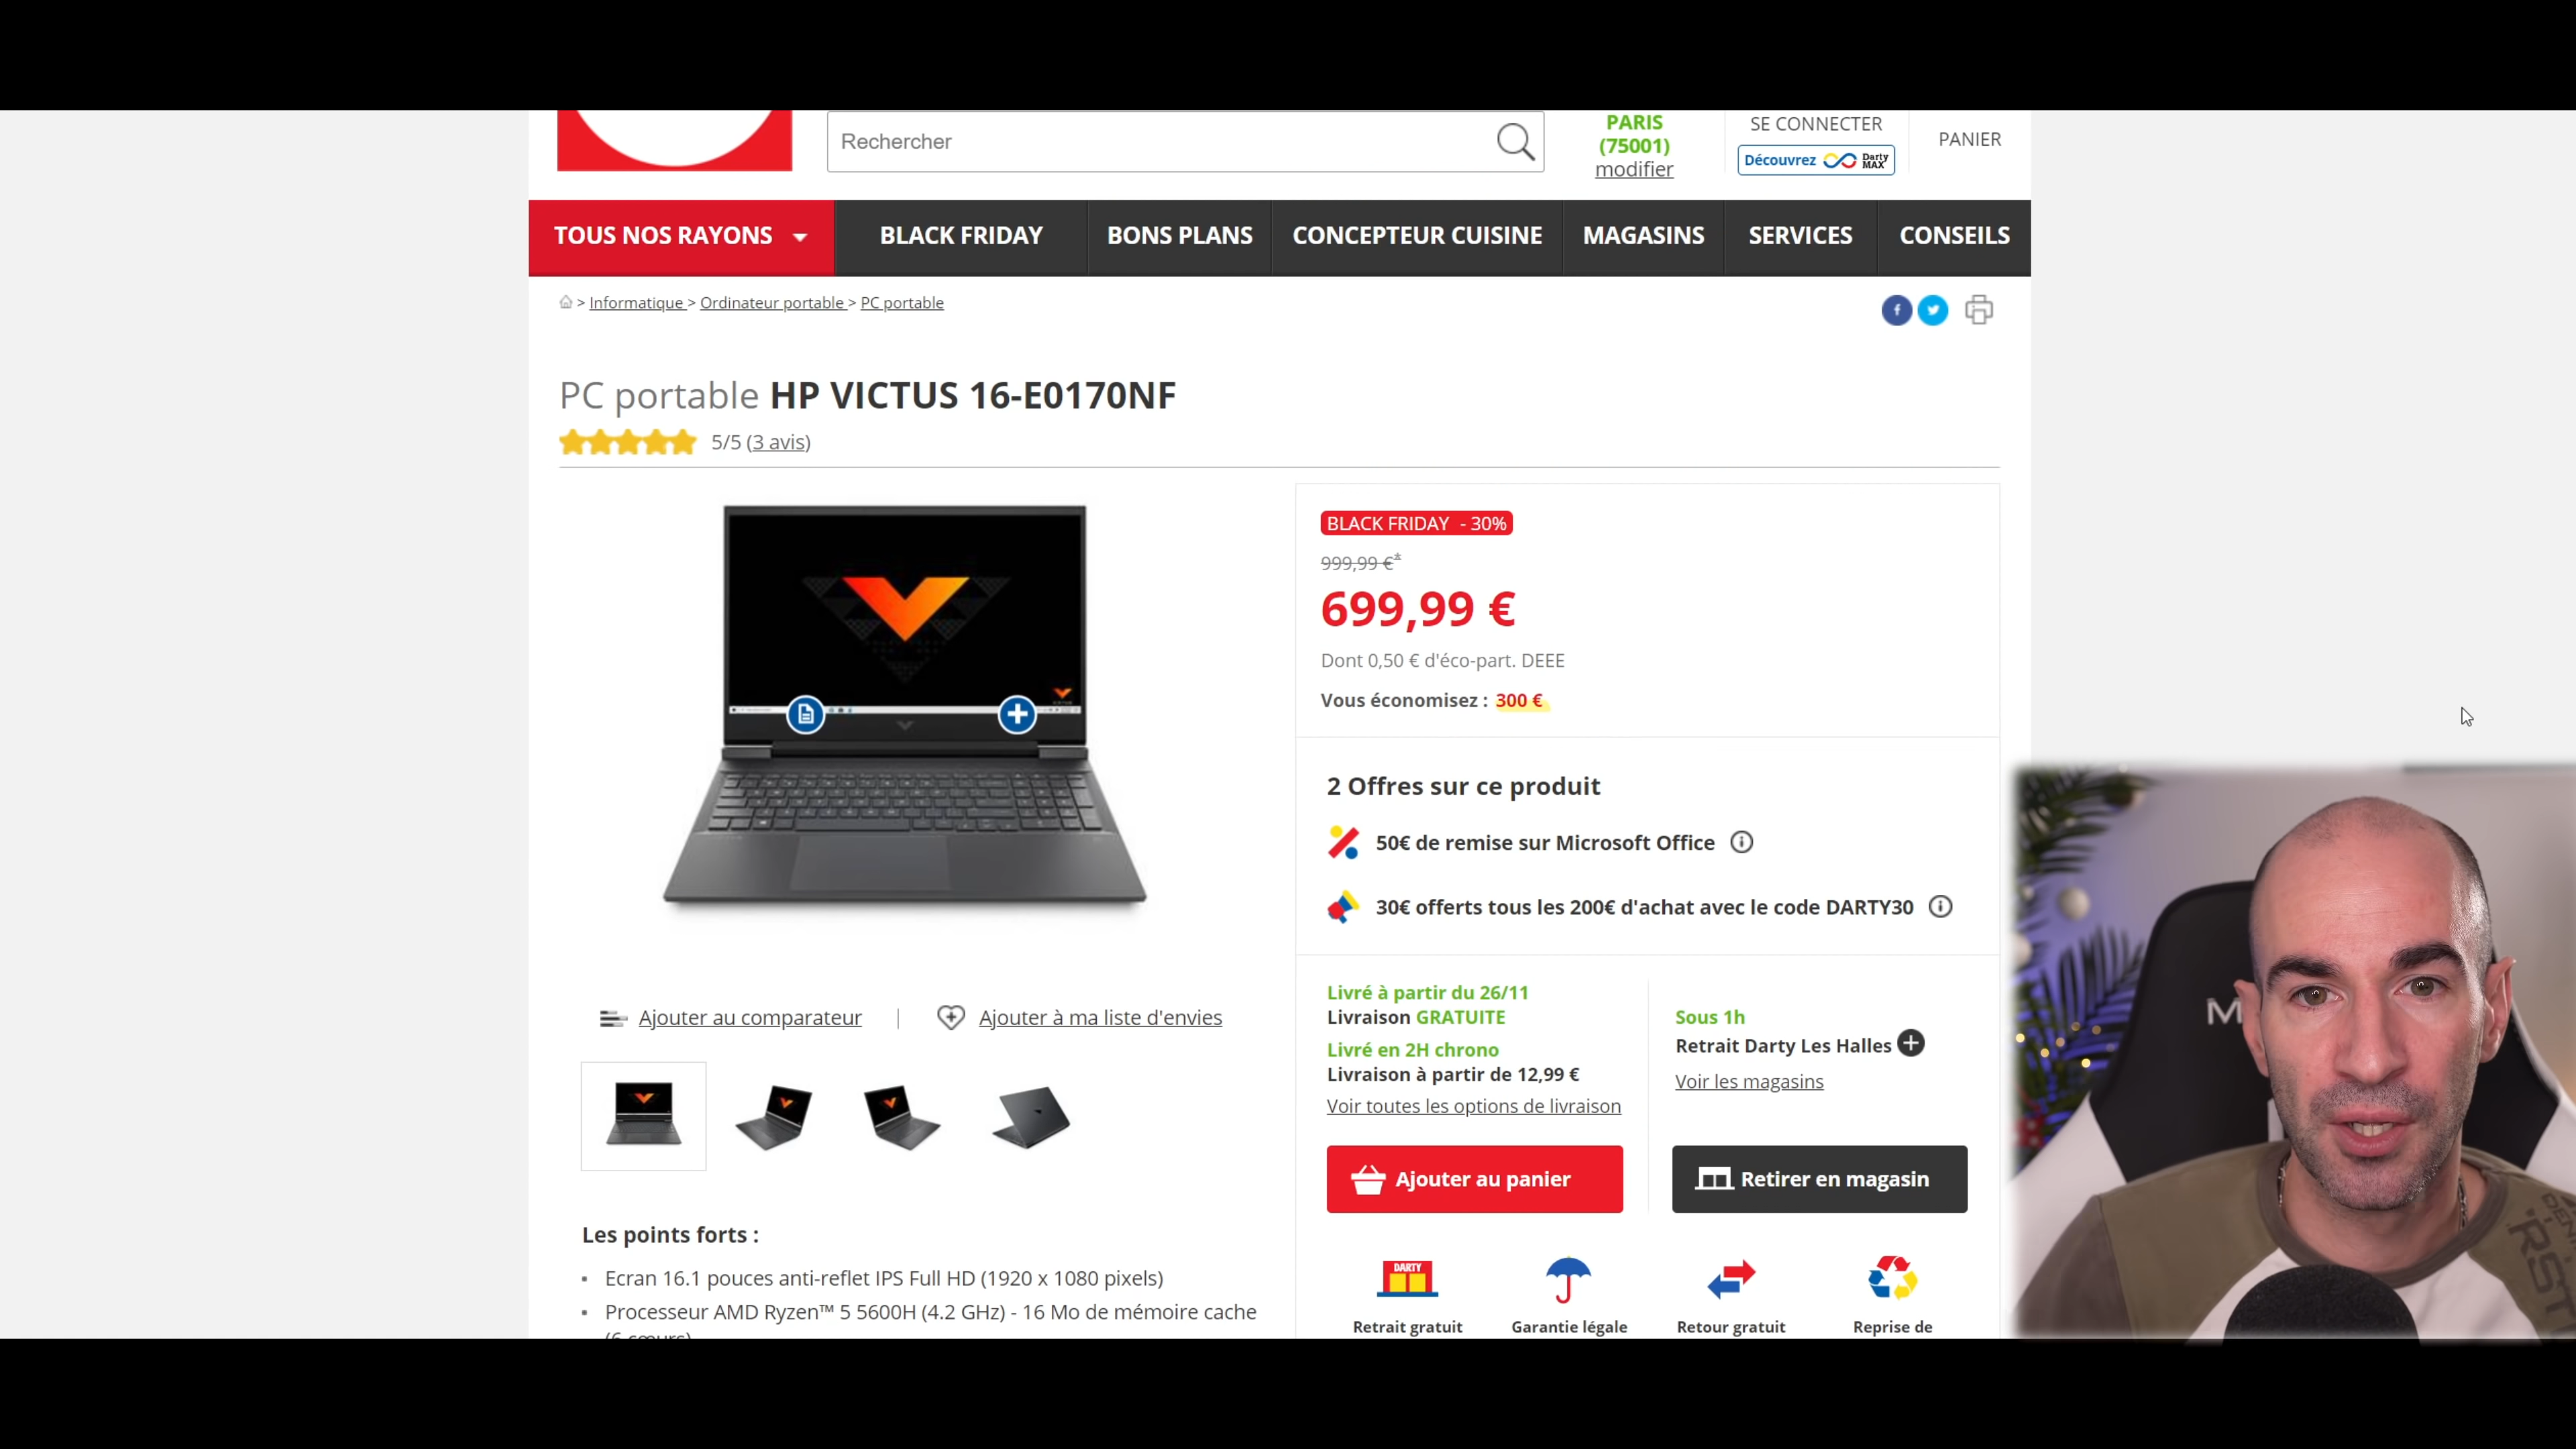 Rechercher
PARIS
(75001)
modifier
SE CONNECTER
Découvrez Darty MAX
PANIER
TOUS NOS RAYONS
BLACK FRIDAY
BONS PLANS
CONCEPTEUR CUISINE
MAGASINS
SERVICES
CONSEILS
> Informatique > Ordinateur portable > PC portable
PC portable HP VICTUS 16-E0170NF
5/5 (3 avis)
BLACK FRIDAY - 30%
999,99 €*
699,99 €
Dont 0,50 € d'éco-part. DEEE
Vous économisez : 300 €
2 Offres sur ce produit
50€ de remise sur Microsoft Office
30€ offerts tous les 200€ d'achat avec le code DARTY30
Ajouter au comparateur | Ajouter à ma liste d'envies
Livré à partir du 26/11
Livraison GRATUITE
Livré en 2H chrono
Livraison à partir de 12,99 €
Voir toutes les options de livraison
Sous 1h
Retrait Darty Les Halles
Voir les magasins
Ajouter au panier
Retirer en magasin
Les points forts :
• Ecran 16.1 pouces anti-reflet IPS Full HD (1920 x 1080 pixels)
• Processeur AMD Ryzen™ 5 5600H (4.2 GHz) - 16 Mo de mémoire cache
DARTY
Retrait gratuit
Garantie légale
Retour gratuit
Reprise de
M